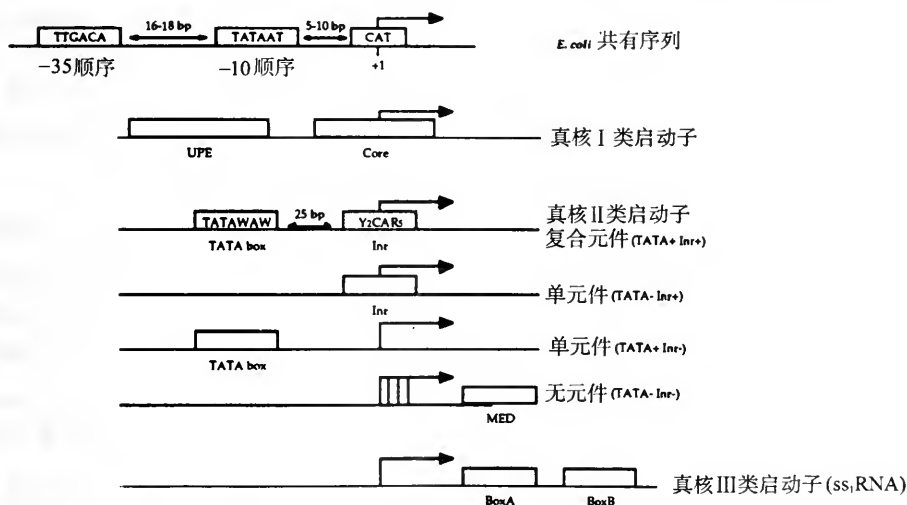 TTGACA 16-18 bp TATAAT 5-10 bp CAT
E.coli 共有序列
-35顺序 -10顺序 +1
真核Ⅰ类启动子
UPE Core
TATAWAW 25 bp Y₂CAR₅
真核Ⅱ类启动子
复合元件(TATA+ Inr+)
TATA box Inr
单元件(TATA- Inr+)
Inr
单元件(TATA+ Inr-)
TATA box
无元件(TATA- Inr-)
MED
真核Ⅲ类启动子(ss₁RNA)
BoxA BoxB